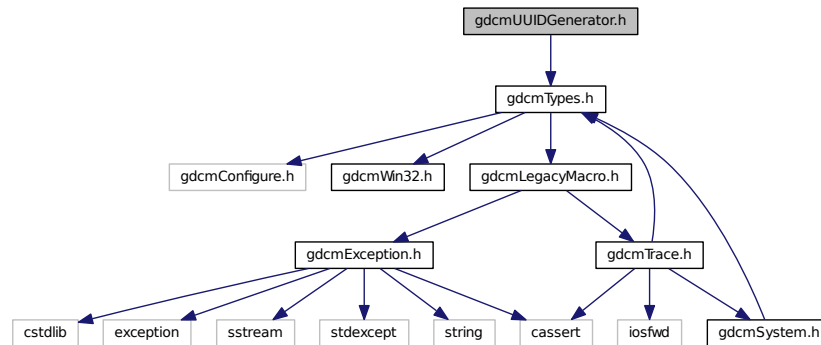 gdcmUUIDGenerator.h
gdcmTypes.h
gdcmConfigure.h
gdcmWin32.h
gdcmLegacyMacro.h
gdcmException.h
gdcmTrace.h
cstdlib
exception
sstream
stdexcept
string
cassert
iosfwd
gdcmSystem.h